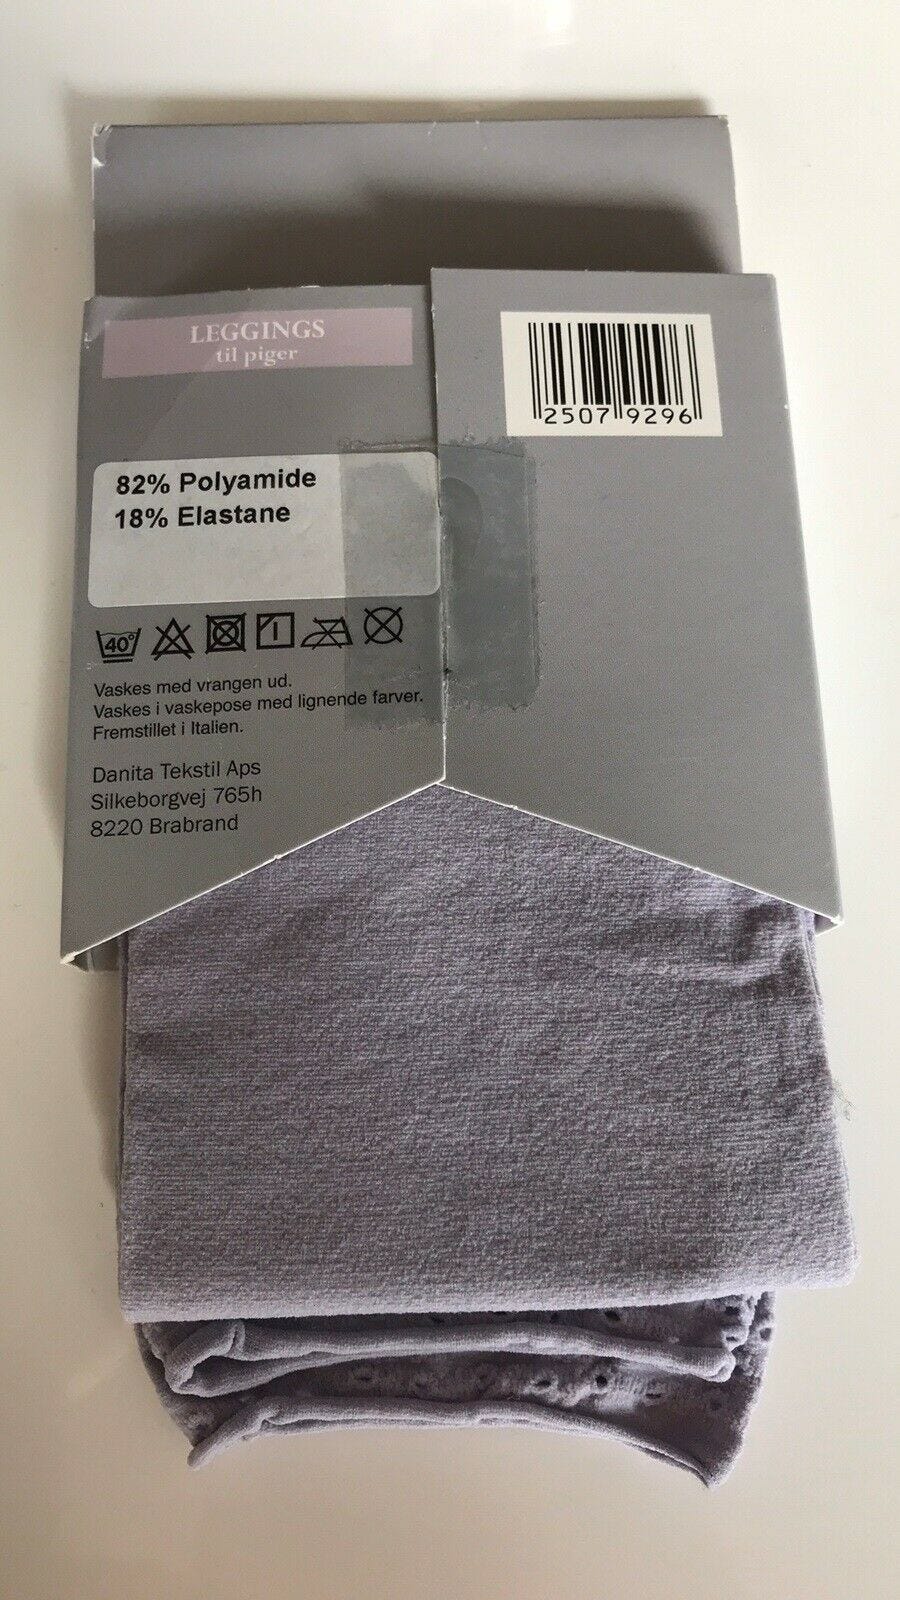 LEGGINGS
til piger
2507 9296
82% Polyamide
18% Elastane
40°
Vaskes med vrangen ud.
Vaskes i vaskepose med lignende farver.
Fremstillet i Italien.
Danita Tekstil Aps
Silkeborgvej 765h
8220 Brabrand